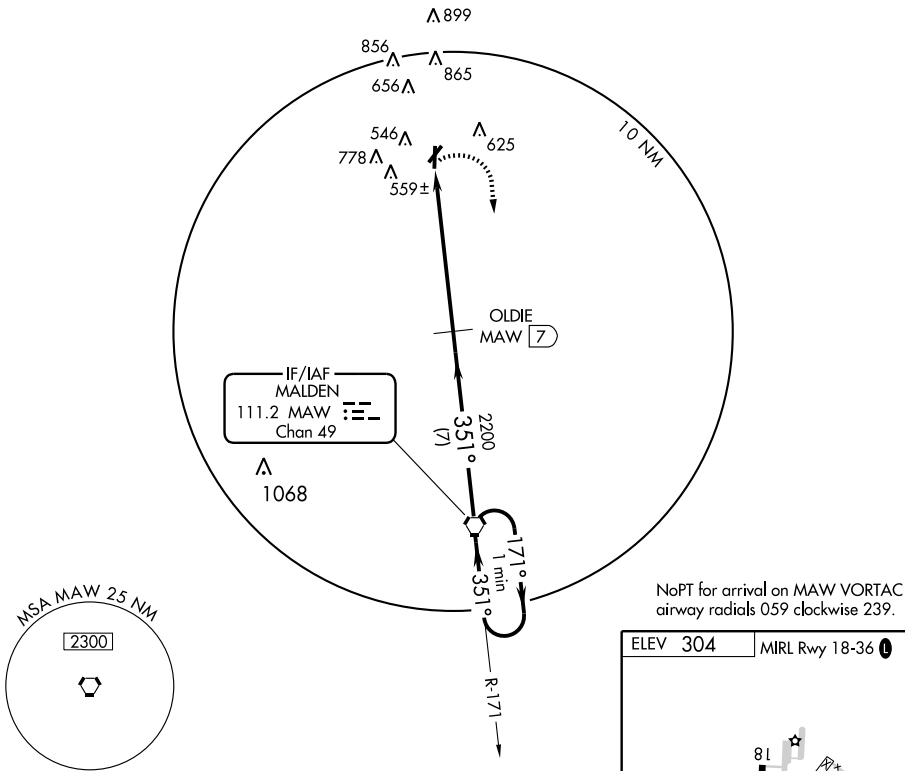 899
856
865
656
10 NM
546
625
778
559±
OLDIE
MAW 7
IF/IAF
MALDEN
111.2 MAW
Chan 49
2200
351°
(7)
1068
171°
1 min
351°
MSA MAW 25 NM
2300
NoPT for arrival on MAW VORTAC
airway radials 059 clockwise 239.
ELEV 304
MIRL Rwy 18-36 L
R-171
18